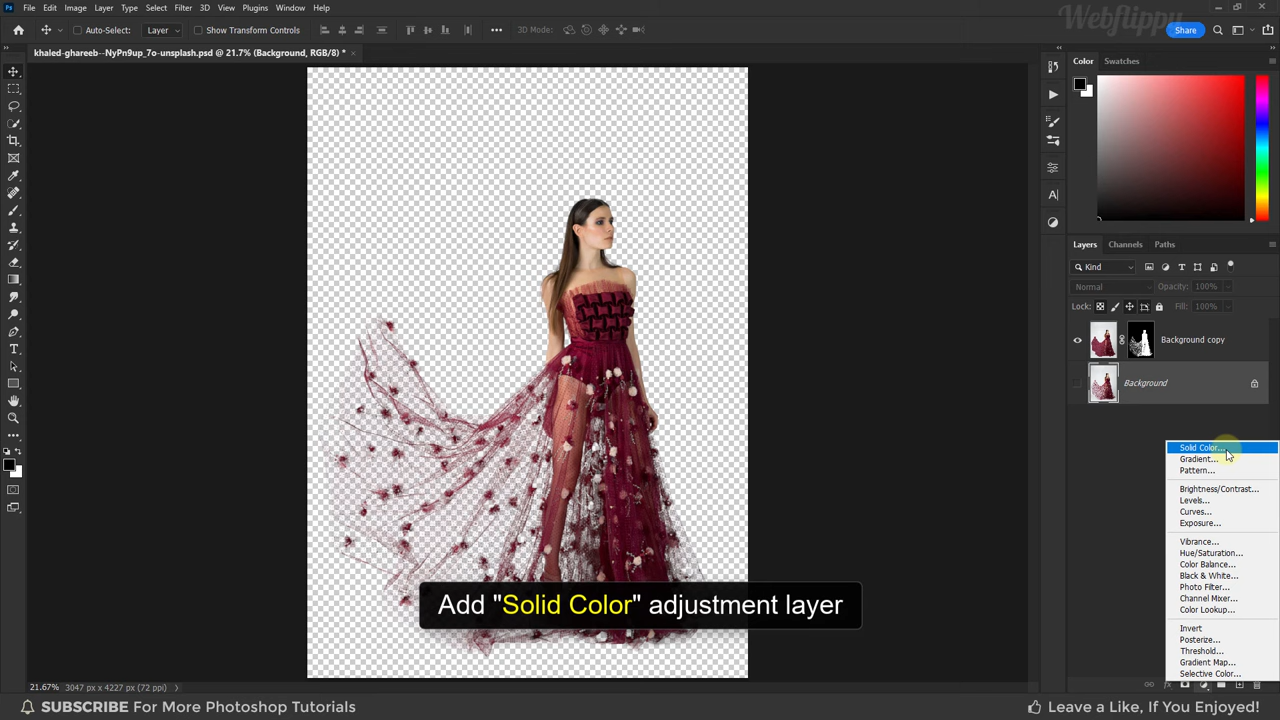 Ps File Edit Image Layer Type Select Filter 3D View Plugins Window Help
Webflippy
Auto-Select: Layer Show Transform Controls 3D Mode: Share
khaled-ghareeb--NyPn9up_7o-unsplash.psd @ 21.7% (Background, RGB/8) *
Color Swatches
Layers Channels Paths
Kind
Normal Opacity: 100%
Lock: Fill: 100%
Background copy
Background
Solid Color...
Gradient...
Pattern...
Brightness/Contrast...
Levels...
Curves...
Exposure...
Vibrance...
Hue/Saturation...
Color Balance...
Black & White...
Photo Filter...
Channel Mixer...
Color Lookup...
Invert
Posterize...
Threshold...
Gradient Map...
Selective Color...
Add "Solid Color" adjustment layer
21.67% 3047 px x 4227 px (72 ppi)
SUBSCRIBE For More Photoshop Tutorials
Leave a Like, If You Enjoyed!